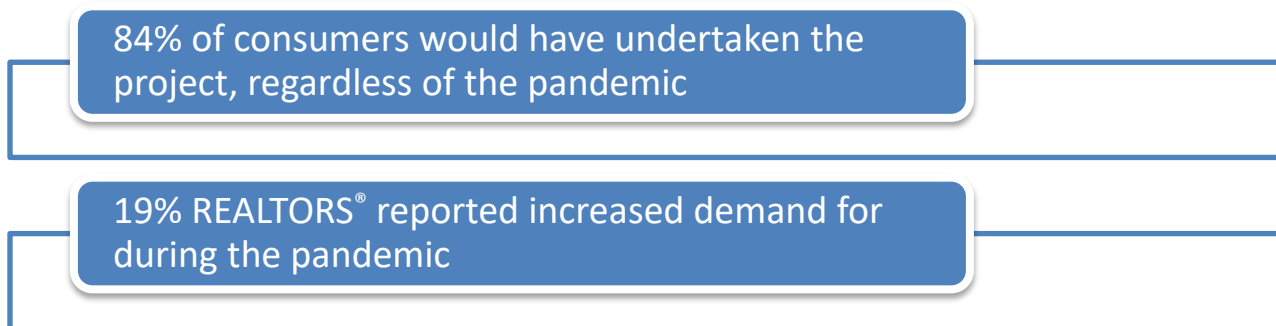 84% of consumers would have undertaken the
project, regardless of the pandemic
19% REALTORS® reported increased demand for
during the pandemic